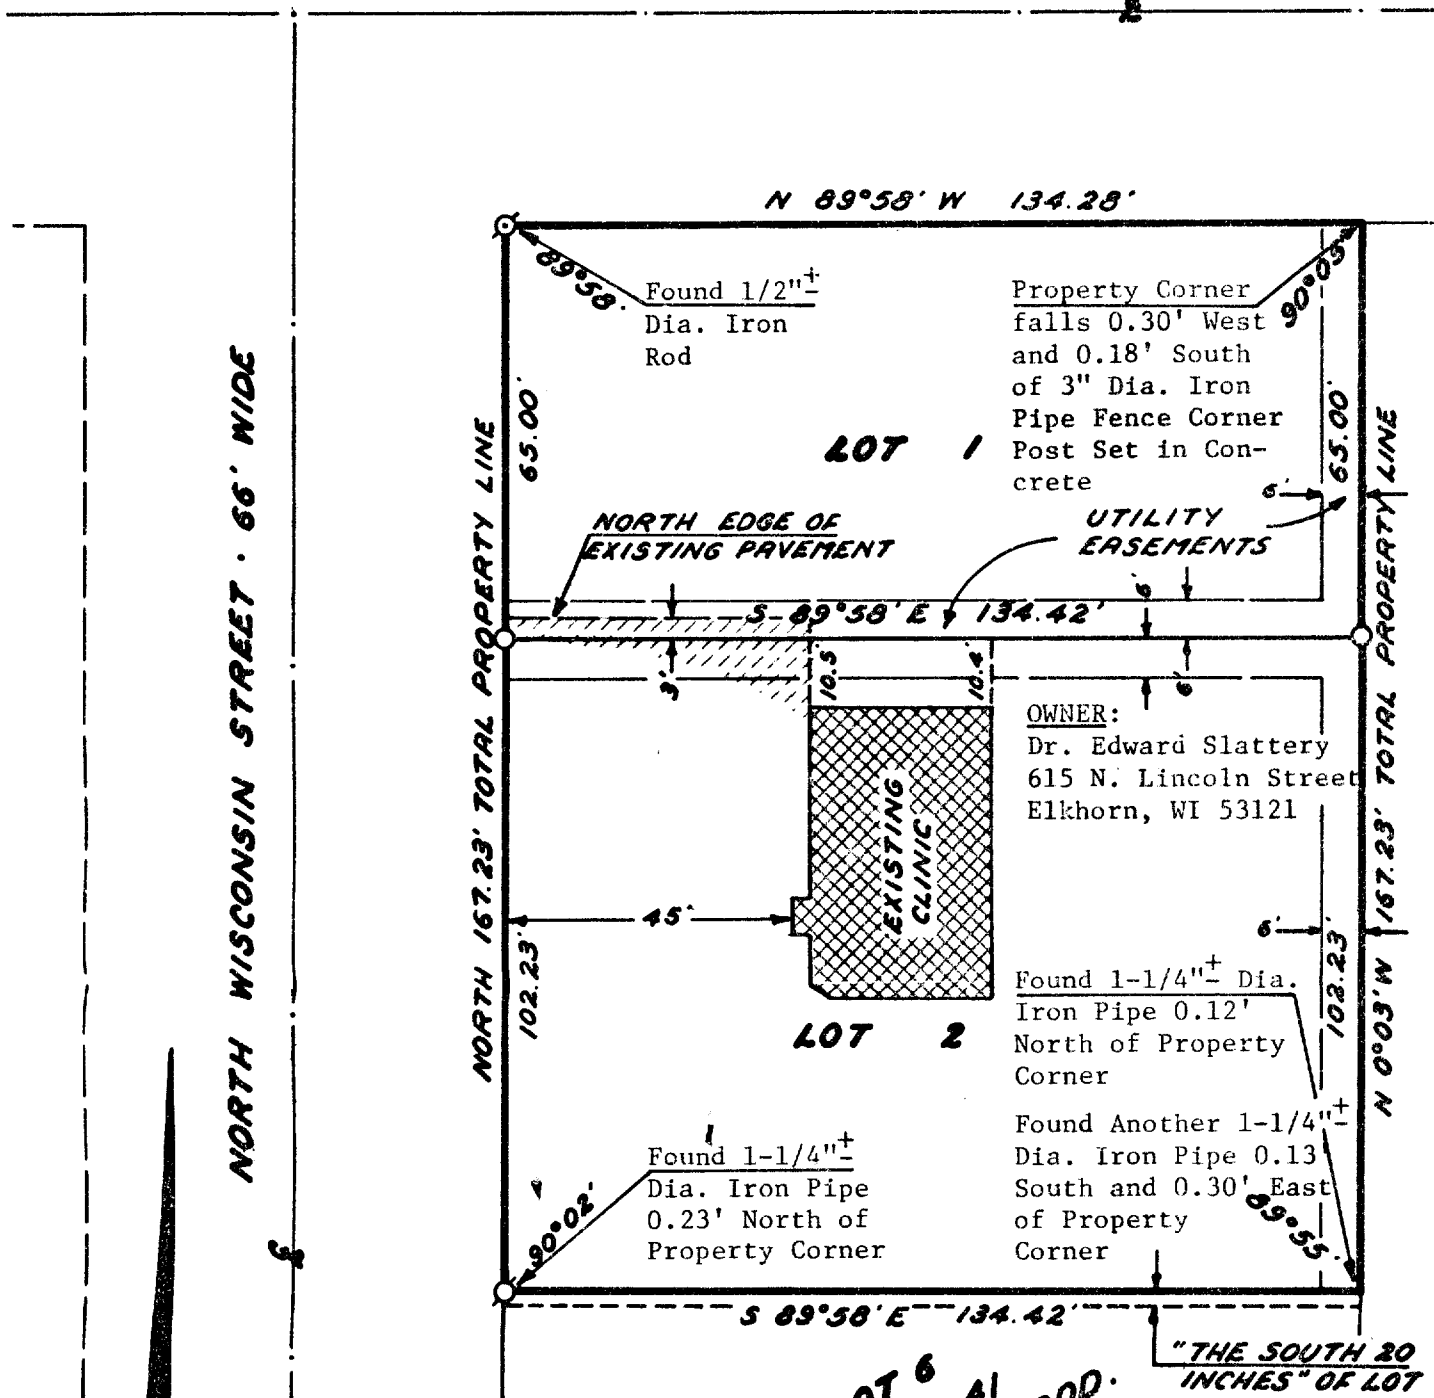 N 89°58' W 134.28'
89°58'
Found 1/2"±
Dia. Iron
Rod
Property Corner
falls 0.30' West
and 0.18' South
of 3" Dia. Iron
Pipe Fence Corner
Post Set in Con-
crete
90°05'
65.00'
65.00'
LOT 1
6'
NORTH EDGE OF
EXISTING PAVEMENT
UTILITY
EASEMENTS
6'
S 89°58' E 134.42'
3'
10.5'
10.4'
6'
OWNER:
Dr. Edward Slattery
615 N. Lincoln Street
Elkhorn, WI 53121
EXISTING
CLINIC
45'
6'
102.23'
102.23'
NORTH 167.23' TOTAL PROPERTY LINE
N 0°03' W 167.23' TOTAL PROPERTY LINE
NORTH WISCONSIN STREET · 66' WIDE
LOT 2
Found 1-1/4"± Dia.
Iron Pipe 0.12'
North of Property
Corner
Found Another 1-1/4"±
Dia. Iron Pipe 0.13'
South and 0.30' East
of Property
Corner
89°55'
Found 1-1/4"±
Dia. Iron Pipe
0.23' North of
Property Corner
90°02'
S 89°58' E 134.42'
"THE SOUTH 20
INCHES" OF LOT
6